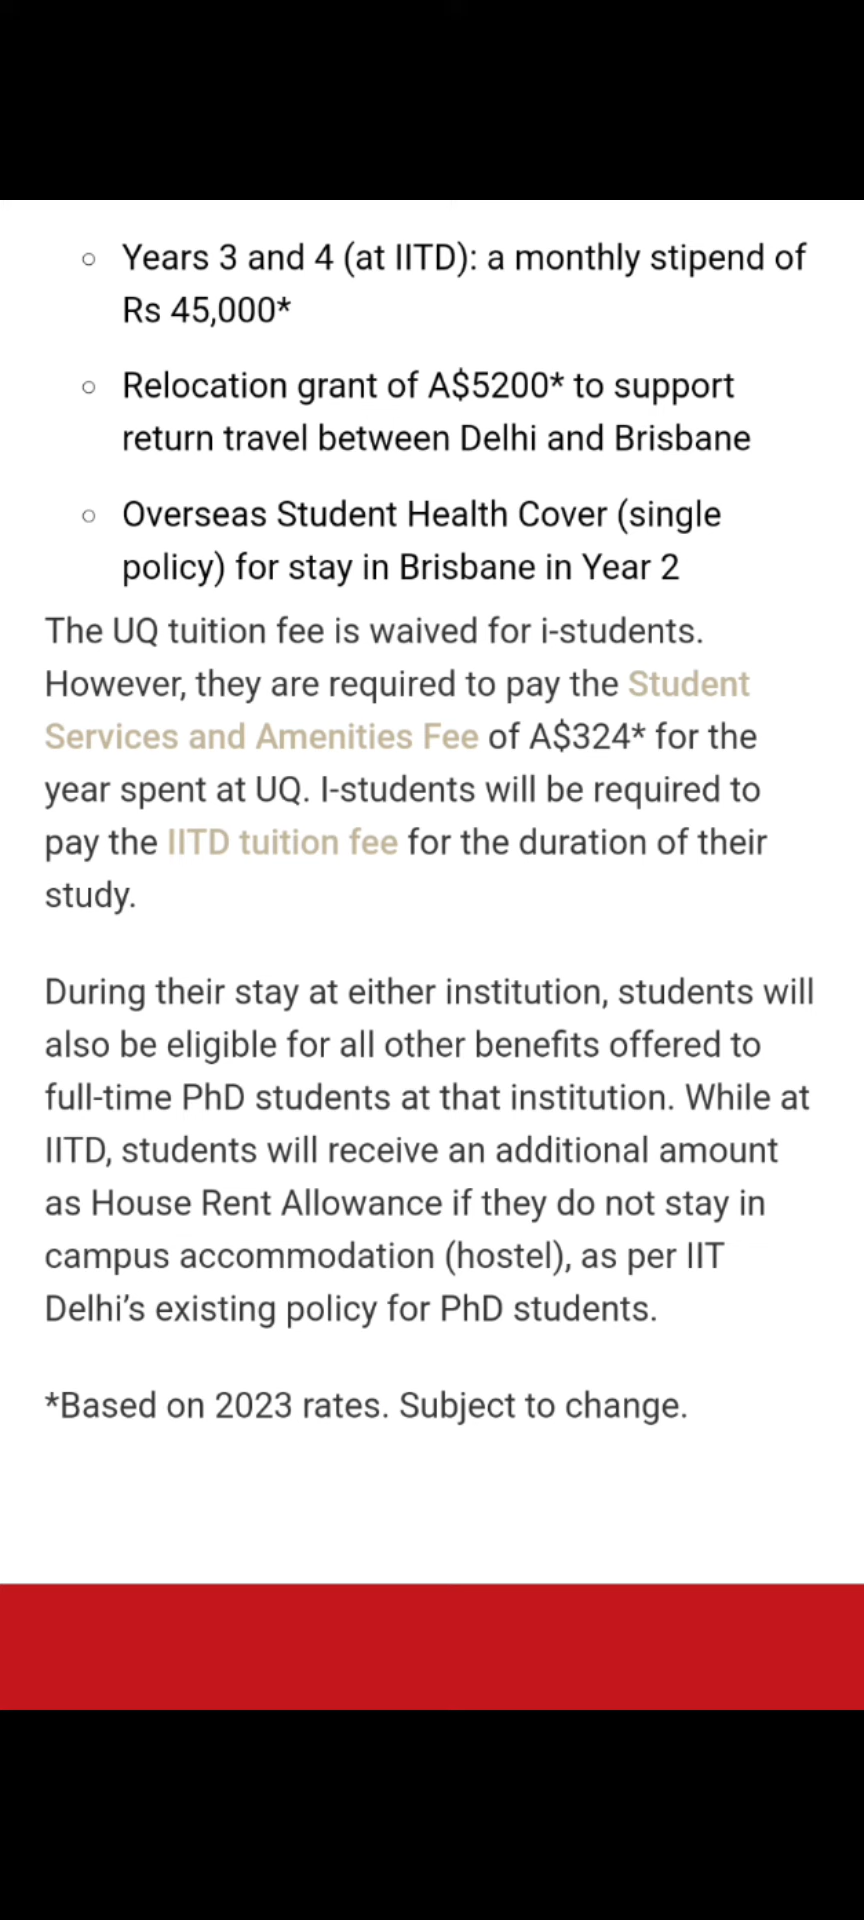 Years 3 and 4 (at IITD): a monthly stipend of
Rs 45,000*
Relocation grant of A$5200* to support
return travel between Delhi and Brisbane
Overseas Student Health Cover (single
policy) for stay in Brisbane in Year 2
The UQ tuition fee is waived for i-students.
However, they are required to pay the Student
Services and Amenities Fee of A$324* for the
year spent at UQ. I-students will be required to
pay the IITD tuition fee for the duration of their
study.
During their stay at either institution, students will
also be eligible for all other benefits offered to
full-time PhD students at that institution. While at
IITD, students will receive an additional amount
as House Rent Allowance if they do not stay in
campus accommodation (hostel), as per IIT
Delhi’s existing policy for PhD students.
*Based on 2023 rates. Subject to change.